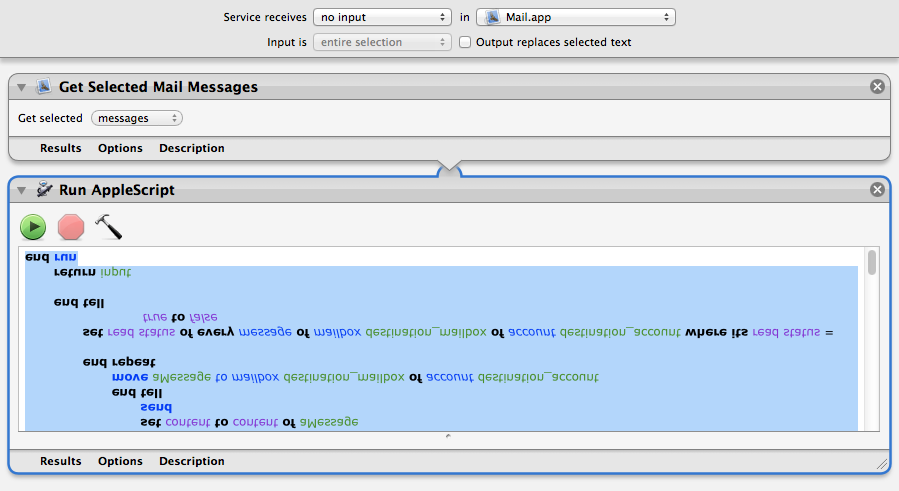 Service receives no input in Mail.app
Input is entire selection Output replaces selected text
Get Selected Mail Messages
Get selected messages
Results Options Description
Run AppleScript
end run
return input
end tell
true to false
set read status of every message of mailbox destination_mailbox of account destination_account where its read status =
end repeat
move aMessage to mailbox destination_mailbox of account destination_account
end tell
send
set content to content of aMessage
Results Options Description